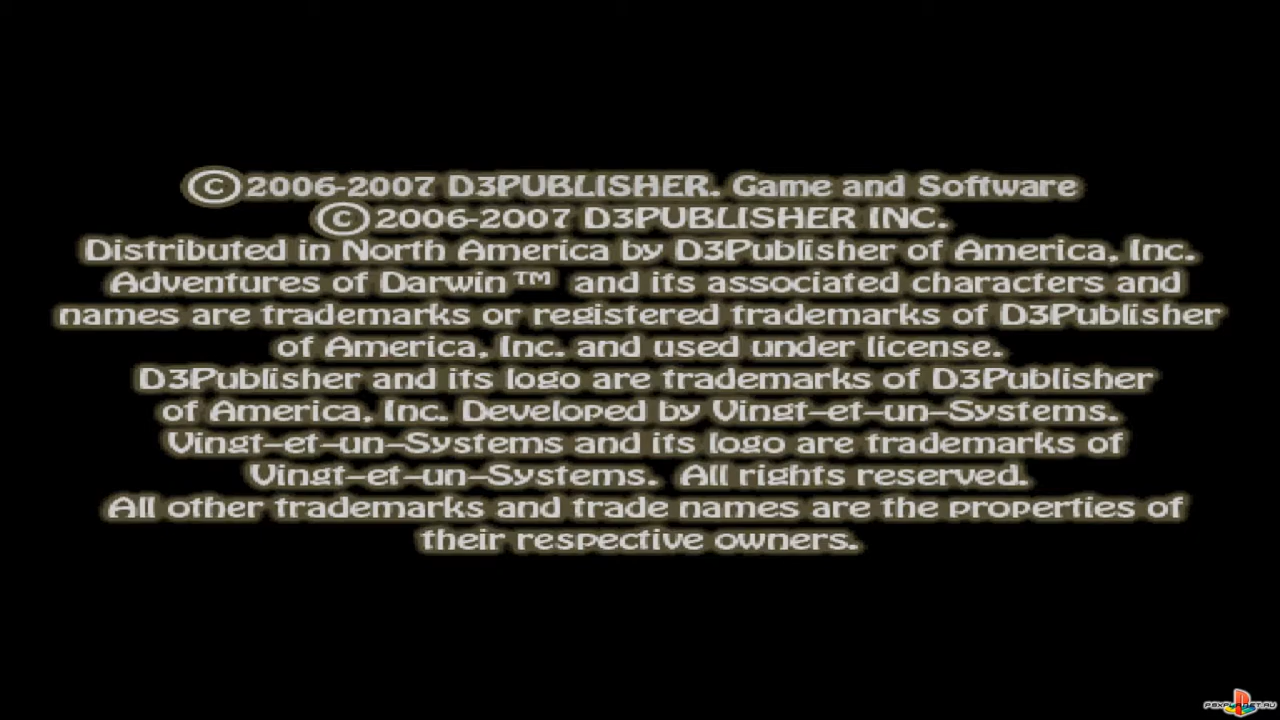 ©2006-2007 D3PUBLISHER. Game and Software
©2006-2007 D3PUBLISHER INC.
Distributed in North America by D3Publisher of America, Inc.
Adventures of Darwin™ and its associated characters and
names are trademarks or registered trademarks of D3Publisher
of America, Inc. and used under license.
D3Publisher and its logo are trademarks of D3Publisher
of America, Inc. Developed by Vingt-et-un-Systems.
Vingt-et-un-Systems and its logo are trademarks of
Vingt-et-un-Systems. All rights reserved.
All other trademarks and trade names are the properties of
their respective owners.
PSXPLANET.RU